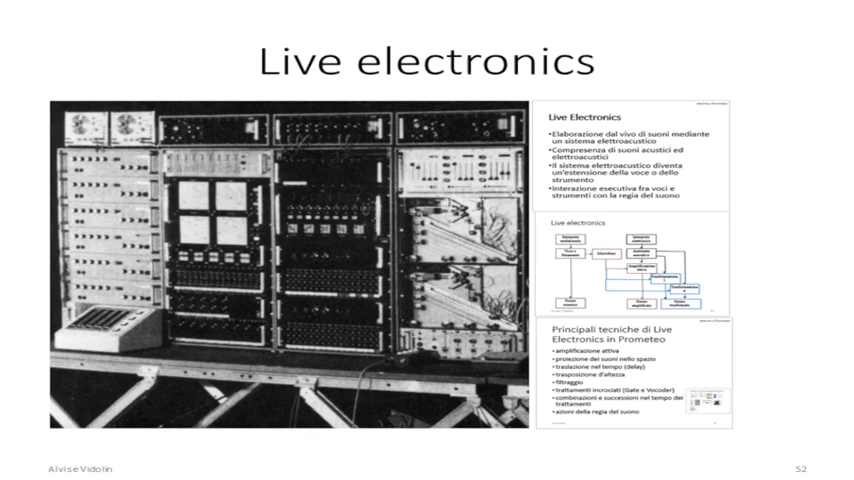 Live electronics
Live Electronics
•Elaborazione dal vivo di suoni mediante
un sistema elettroacustico
•Compresenza di suoni acustici ed
elettroacustici
•Il sistema elettroacustico diventa
un'estensione della voce o dello
strumento
•Interazione esecutiva fra voci e
strumenti con la regia del suono
Live electronics
Principali tecniche di Live
Electronics in Prometeo
•amplificazione attiva
•proiezione dei suoni nello spazio
•traslazione nel tempo (delay)
•trasposizione d'altezza
•filtraggio
•trattamenti incrociati (Gate e Vocoder)
•combinazioni e successioni nel tempo dei
trattamenti
•azioni della regia del suono
Alvise Vidolin
52